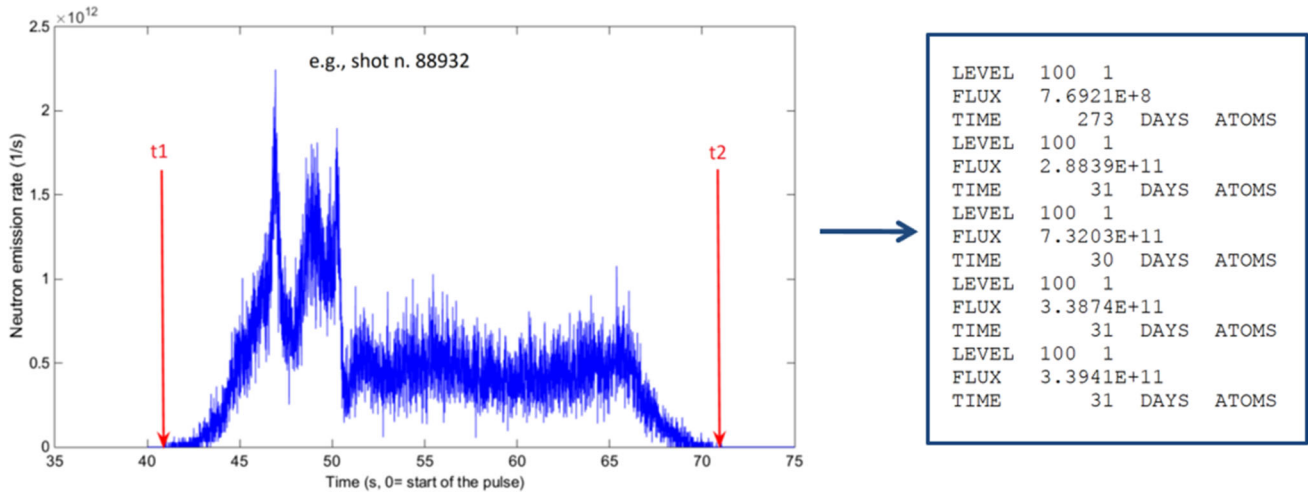 ×10^12
2.5
2
1.5
1
0.5
0
Neutron emission rate (1/s)
e.g., shot n. 88932
t1
t2
35 40 45 50 55 60 65 70 75
Time (s, 0= start of the pulse)
LEVEL 100 1
FLUX 7.6921E+8
TIME 273 DAYS ATOMS
LEVEL 100 1
FLUX 2.8839E+11
TIME 31 DAYS ATOMS
LEVEL 100 1
FLUX 7.3203E+11
TIME 30 DAYS ATOMS
LEVEL 100 1
FLUX 3.3874E+11
TIME 31 DAYS ATOMS
LEVEL 100 1
FLUX 3.3941E+11
TIME 31 DAYS ATOMS